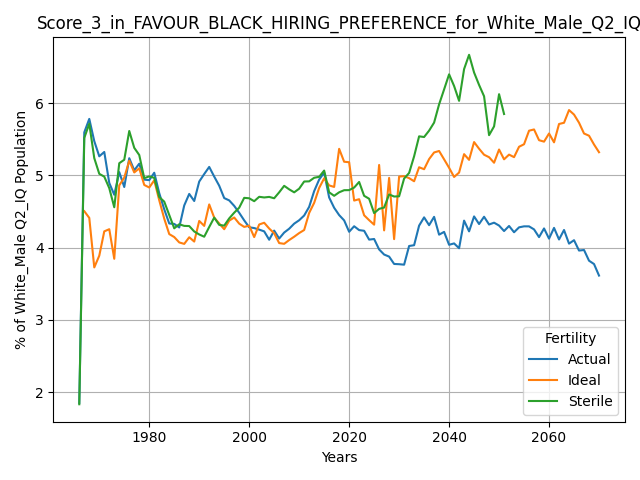 Score_3_in_FAVOUR_BLACK_HIRING_PREFERENCE_for_White_Male_Q2_IQ
% of White_Male Q2_IQ Population
6
5
4
3
2
1980
2000
2020
2040
2060
Years
Fertility
Actual
Ideal
Sterile